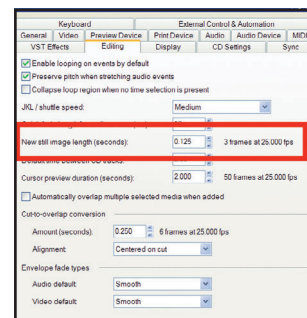 Keyboard External Control & Automation
General Video Preview Device Print Device Audio Audio Device MIDI
VST Effects Editing Display CD Settings Sync
Enable looping on events by default
Preserve pitch when stretching audio events
Collapse loop region when no time selection is present
JKL / shuttle speed: Medium
New still image length (seconds): 0.125 3 frames at 25.000 fps
Cursor preview duration (seconds): 2.000 50 frames at 25.000 fps
Automatically overlap multiple selected media when added
Cut-to-overlap conversion
Amount (seconds): 0.250 6 frames at 25.000 fps
Alignment: Centered on cut
Envelope fade types
Audio default: Smooth
Video default: Smooth